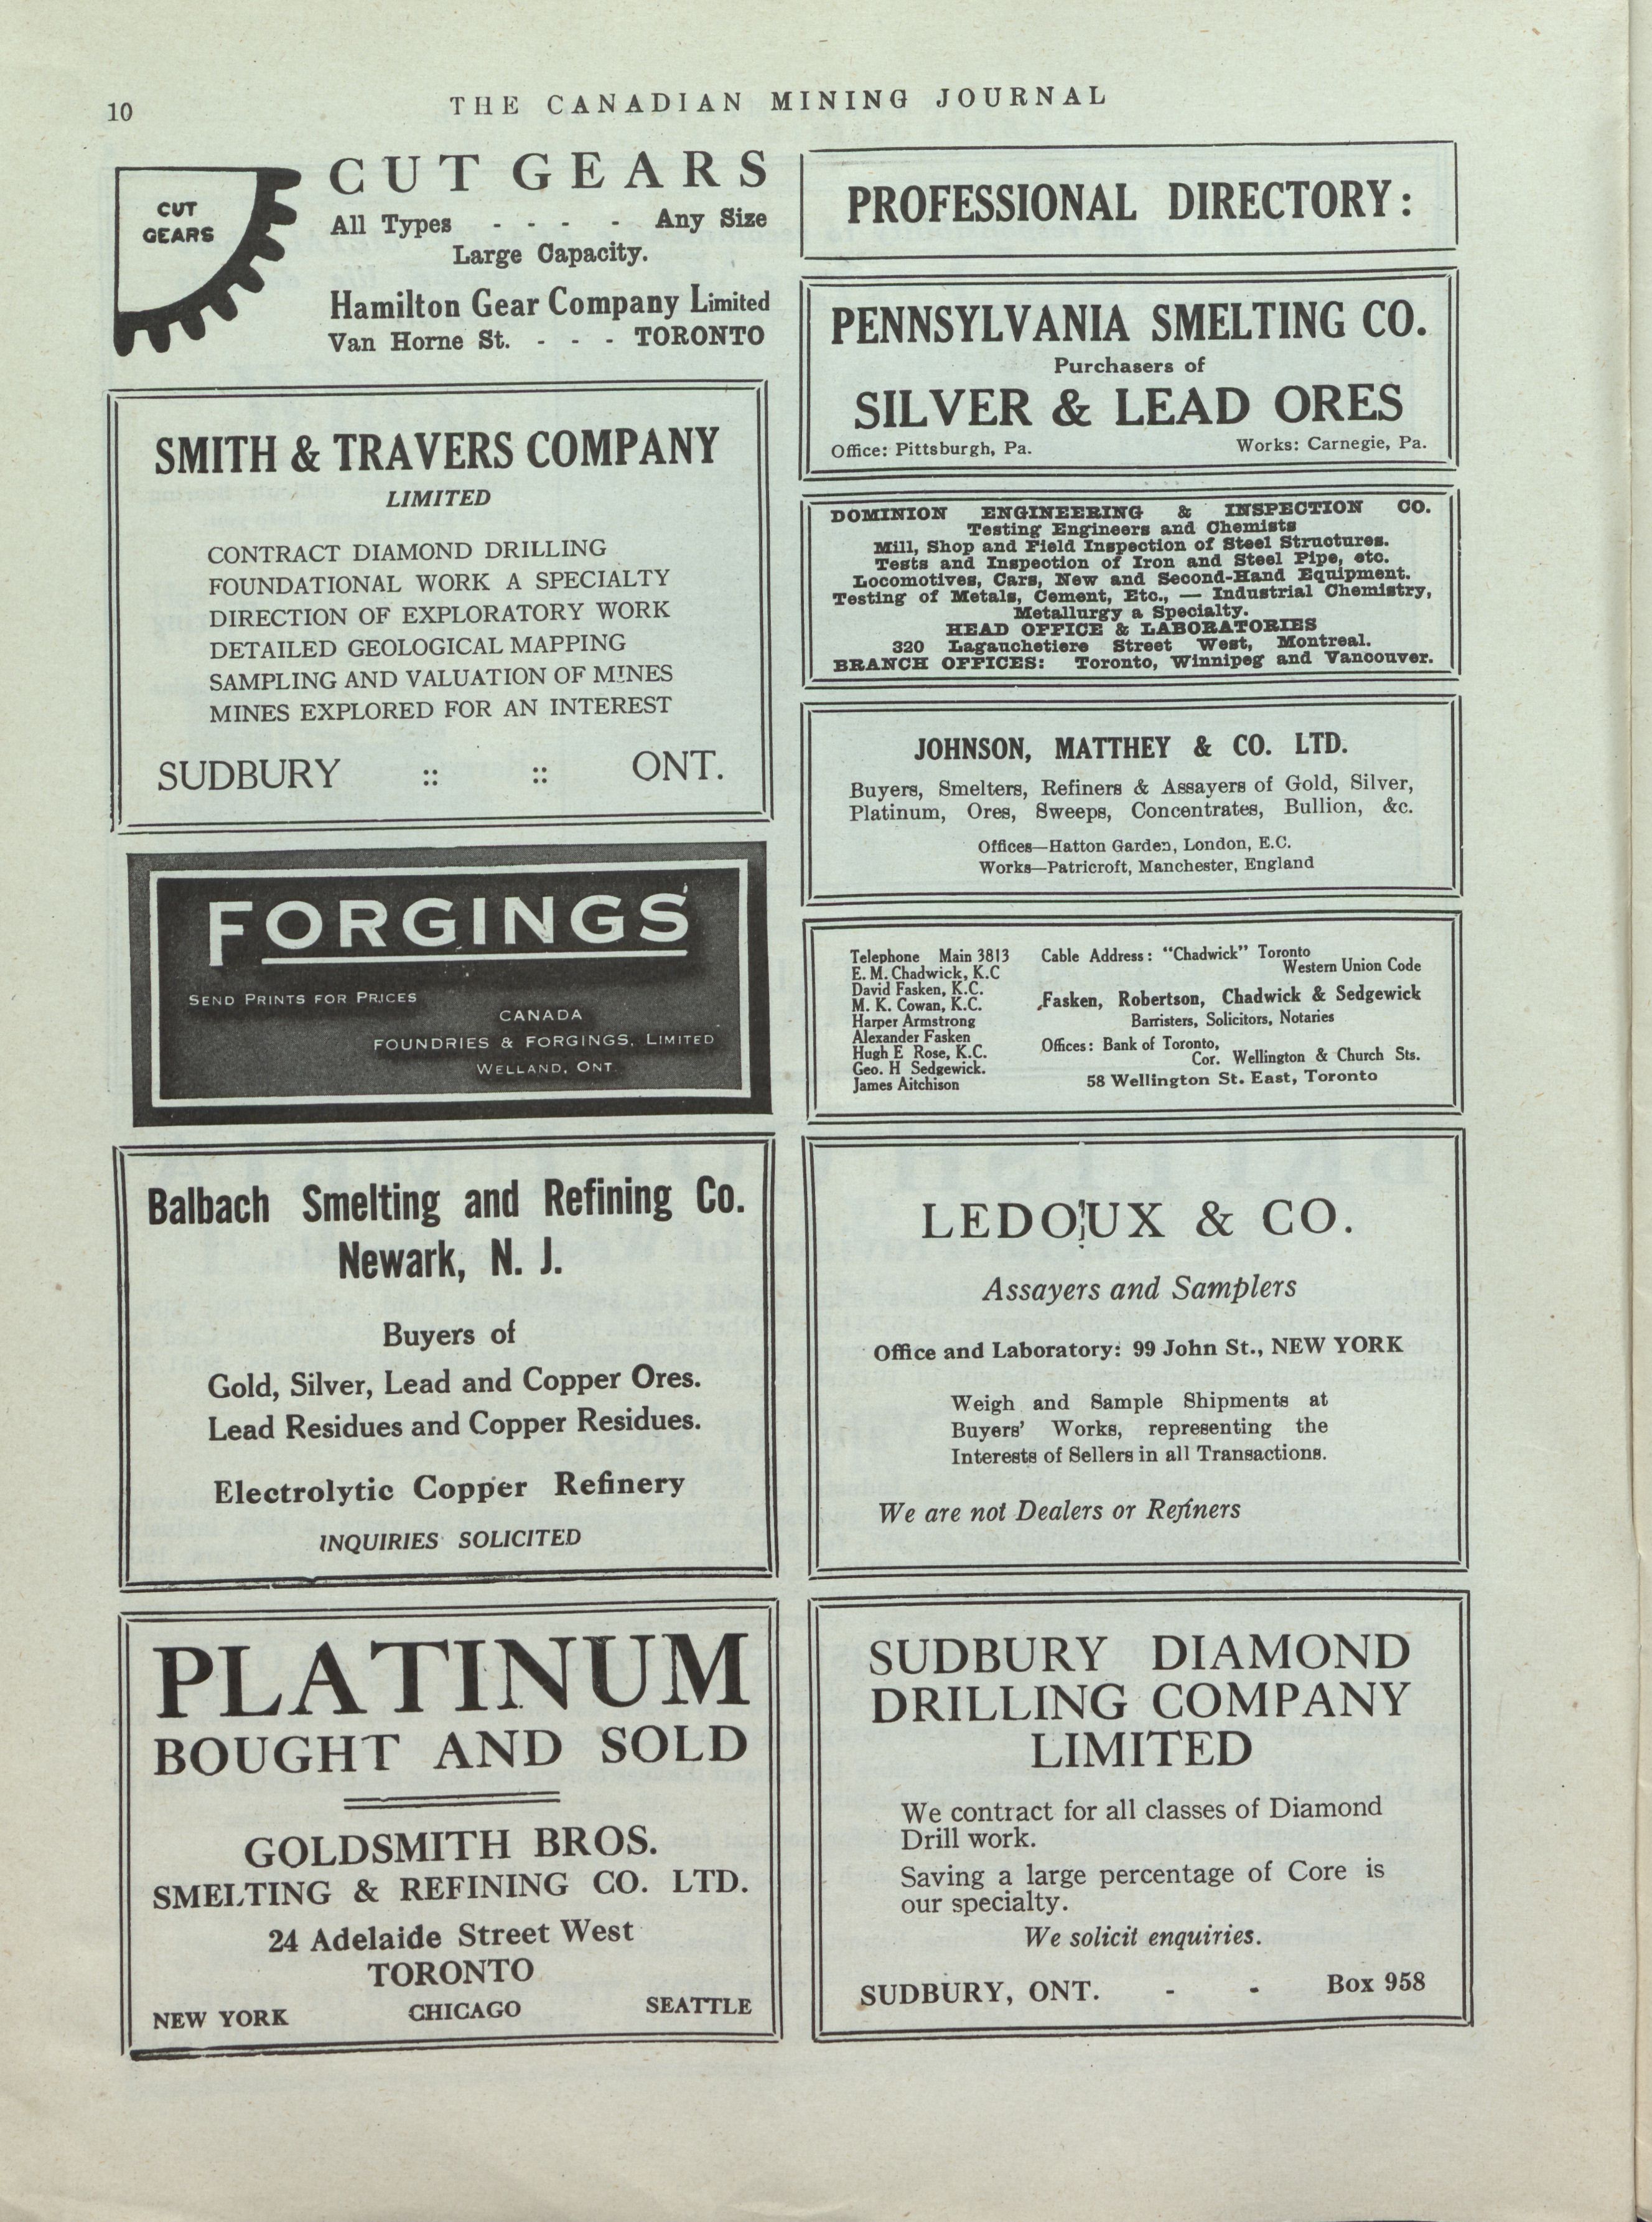 10
THE CANADIAN MINING JOURNAL
CUT
GEARS
CUT GEARS
All Types - - - - Any Size
Large Capacity.
Hamilton Gear Company Limited
Van Horne St. - - - TORONTO
SMITH & TRAVERS COMPANY
LIMITED
CONTRACT DIAMOND DRILLING
FOUNDATIONAL WORK A SPECIALTY
DIRECTION OF EXPLORATORY WORK
DETAILED GEOLOGICAL MAPPING
SAMPLING AND VALUATION OF MINES
MINES EXPLORED FOR AN INTEREST
SUDBURY :: :: ONT.
FORGINGS
SEND PRINTS FOR PRICES
CANADA
FOUNDRIES & FORGINGS, LIMITED
WELLAND, ONT.
Balbach Smelting and Refining Co.
Newark, N. J.
Buyers of
Gold, Silver, Lead and Copper Ores.
Lead Residues and Copper Residues.
Electrolytic Copper Refinery
INQUIRIES SOLICITED
PLATINUM
BOUGHT AND SOLD
GOLDSMITH BROS.
SMELTING & REFINING CO. LTD.
24 Adelaide Street West
TORONTO
NEW YORK CHICAGO SEATTLE
PROFESSIONAL DIRECTORY:
PENNSYLVANIA SMELTING CO.
Purchasers of
SILVER & LEAD ORES
Office: Pittsburgh, Pa. Works: Carnegie, Pa.
DOMINION ENGINEERING & INSPECTION CO.
Testing Engineers and Chemists
Mill, Shop and Field Inspection of Steel Structures.
Tests and Inspection of Iron and Steel Pipe, etc.
Locomotives, Cars, New and Second-Hand Equipment.
Testing of Metals, Cement, Etc., — Industrial Chemistry,
Metallurgy a Specialty.
HEAD OFFICE & LABORATORIES
320 Lagauchetiere Street West, Montreal.
BRANCH OFFICES: Toronto, Winnipeg and Vancouver.
JOHNSON, MATTHEY & CO. LTD.
Buyers, Smelters, Refiners & Assayers of Gold, Silver,
Platinum, Ores, Sweeps, Concentrates, Bullion, &c.
Offices—Hatton Garden, London, E.C.
Works—Patricroft, Manchester, England
Telephone Main 3813
E. M. Chadwick, K.C
David Fasken, K.C.
M. K. Cowan, K.C.
Harper Armstrong
Alexander Fasken
Hugh E Rose, K.C.
Geo. H Sedgewick.
James Aitchison
Cable Address: "Chadwick" Toronto
Western Union Code
Fasken, Robertson, Chadwick & Sedgewick
Barristers, Solicitors, Notaries
Offices: Bank of Toronto,
Cor. Wellington & Church Sts.
58 Wellington St. East, Toronto
LEDOUX & CO.
Assayers and Samplers
Office and Laboratory: 99 John St., NEW YORK
Weigh and Sample Shipments at
Buyers' Works, representing the
Interests of Sellers in all Transactions.
We are not Dealers or Refiners
SUDBURY DIAMOND
DRILLING COMPANY
LIMITED
We contract for all classes of Diamond
Drill work.
Saving a large percentage of Core is
our specialty.
We solicit enquiries.
SUDBURY, ONT. - - Box 958